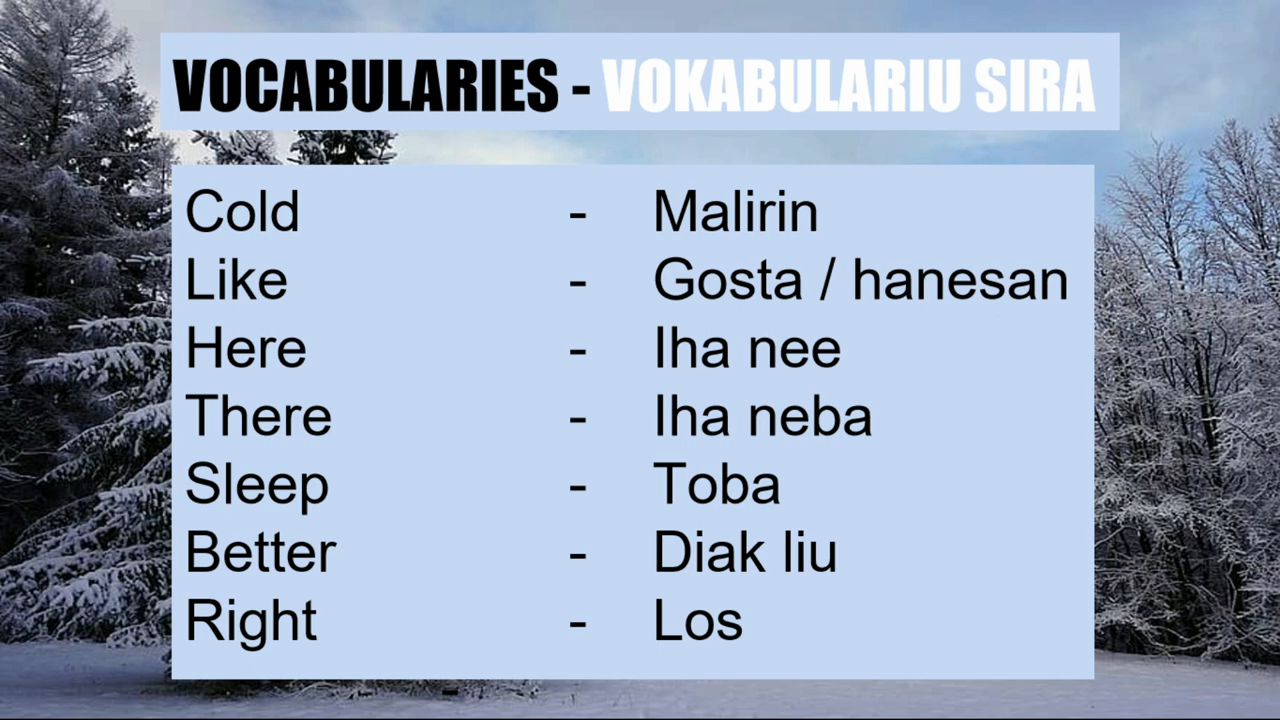 VOCABULARIES - VOKABULARIU SIRA
Cold - Malirin
Like - Gosta / hanesan
Here - Iha nee
There - Iha neba
Sleep - Toba
Better - Diak liu
Right - Los